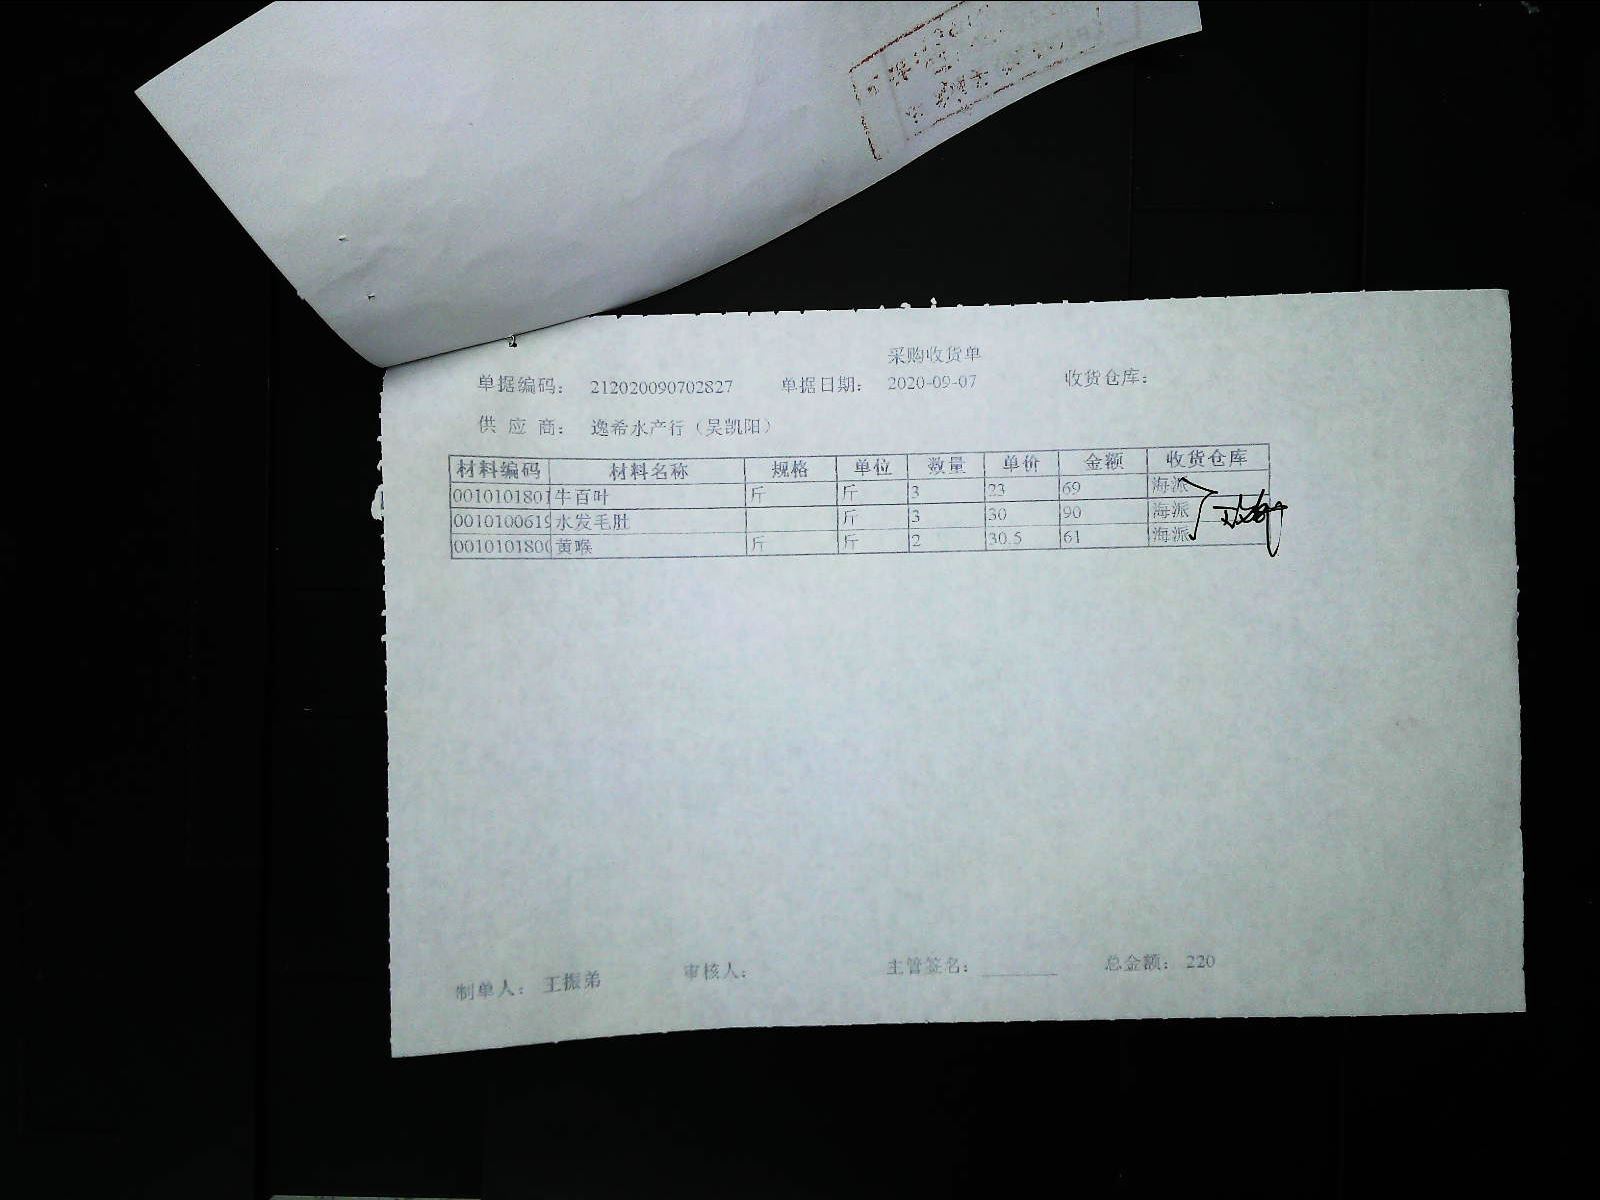 采购收货单
单据编码： 212020090702827 单据日期： 2020-09-07 收货仓库：
供 应 商： 逸希水产行（吴凯阳）
材料编码 材料名称 规格 单位 数量 单价 金额 收货仓库
0010101801 牛百叶 斤 斤 3 23 69 海派
0010100619 水发毛肚 斤 3 30 90 海派
0010101800 黄喉 斤 斤 2 30.5 61 海派
制单人： 王振弟 审核人： 主管签名： 总金额： 220